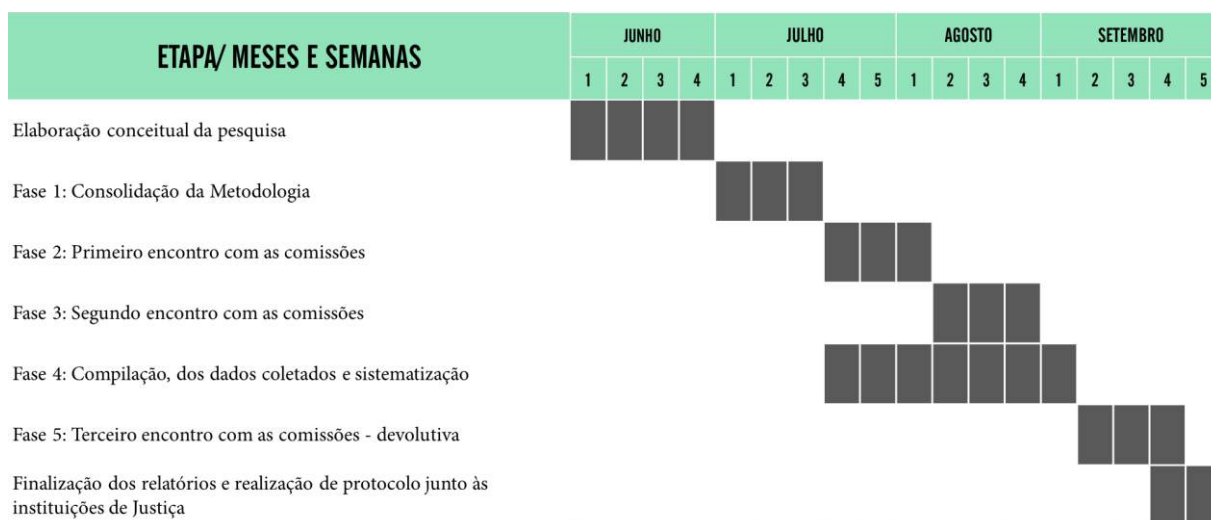 ETAPA/ MESES E SEMANAS
JUNHO JULHO AGOSTO SETEMBRO
1 2 3 4 1 2 3 4 5 1 2 3 4 1 2 3 4 5
Elaboração conceitual da pesquisa
Fase 1: Consolidação da Metodologia
Fase 2: Primeiro encontro com as comissões
Fase 3: Segundo encontro com as comissões
Fase 4: Compilação, dos dados coletados e sistematização
Fase 5: Terceiro encontro com as comissões - devolutiva
Finalização dos relatórios e realização de protocolo junto às
instituições de Justiça